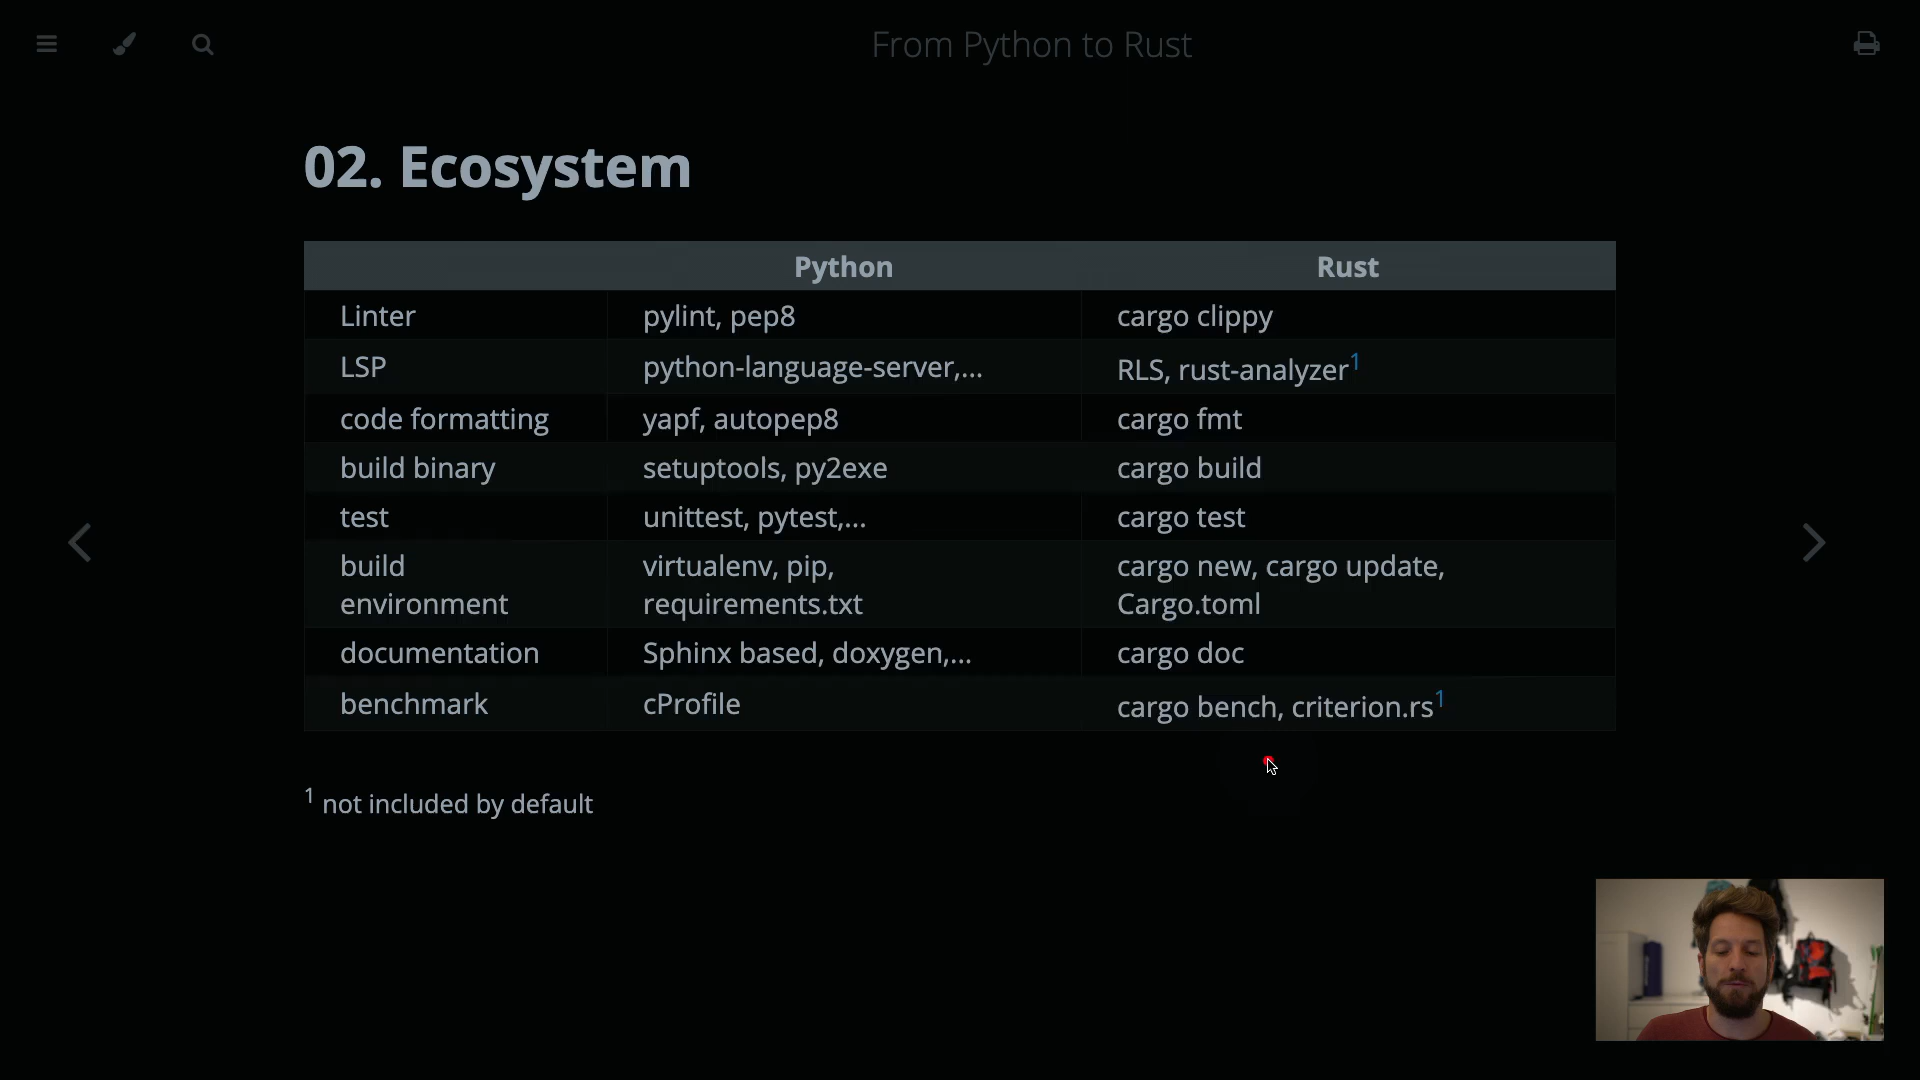 From Python to Rust
02. Ecosystem
Python Rust
Linter pylint, pep8 cargo clippy
LSP python-language-server,... RLS, rust-analyzer1
code formatting yapf, autopep8 cargo fmt
build binary setuptools, py2exe cargo build
test unittest, pytest,... cargo test
build virtualenv, pip, cargo new, cargo update,
environment requirements.txt Cargo.toml
documentation Sphinx based, doxygen,... cargo doc
benchmark cProfile cargo bench, criterion.rs1
1 not included by default